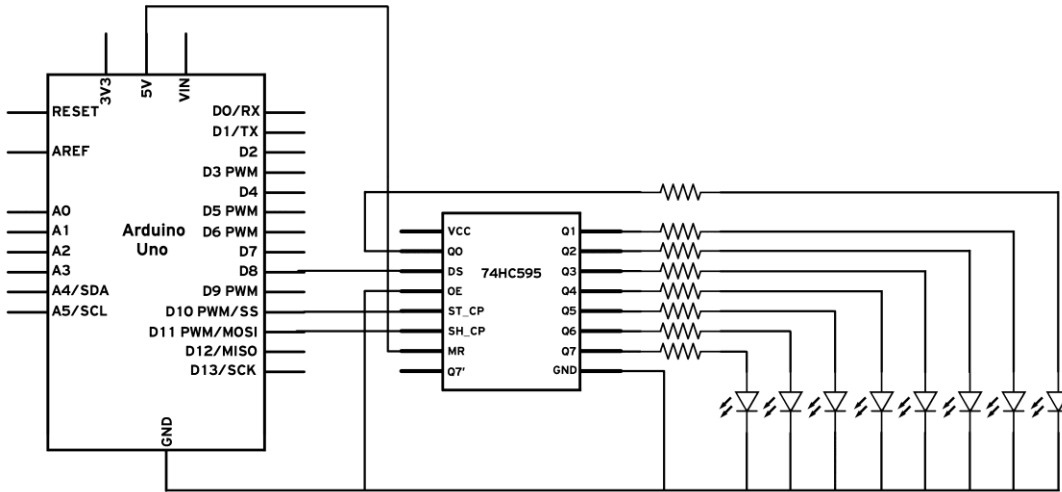 3V3
5V
VIN
RESET
AREF
A0
A1
A2
A3
A4/SDA
A5/SCL
Arduino
Uno
D0/RX
D1/TX
D2
D3 PWM
D4
D5 PWM
D6 PWM
D7
D8
D9 PWM
D10 PWM/SS
D11 PWM/MOSI
D12/MISO
D13/SCK
GND
VCC
Q0
DS
OE
ST_CP
SH_CP
MR
Q7'
74HC595
Q1
Q2
Q3
Q4
Q5
Q6
Q7
GND